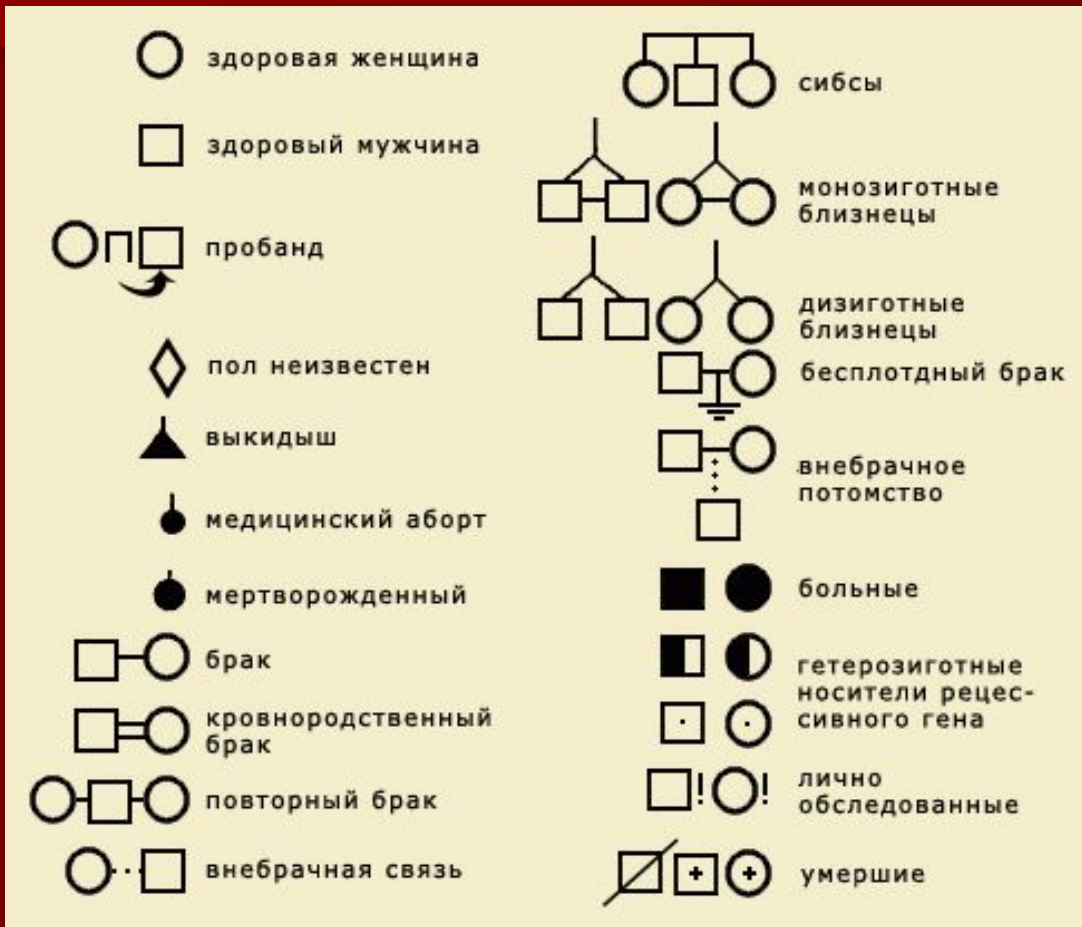 здоровая женщина
здоровый мужчина
пробанд
пол неизвестен
выкидыш
медицинский аборт
мертворожденный
брак
кровнородственный
брак
повторный брак
внебрачная связь
сибсы
монозиготные
близнецы
дизиготные
близнецы
бесплотдный брак
внебрачное
потомство
больные
гетерозиготные
носители рецес-
сивного гена
лично
обследованные
умершие